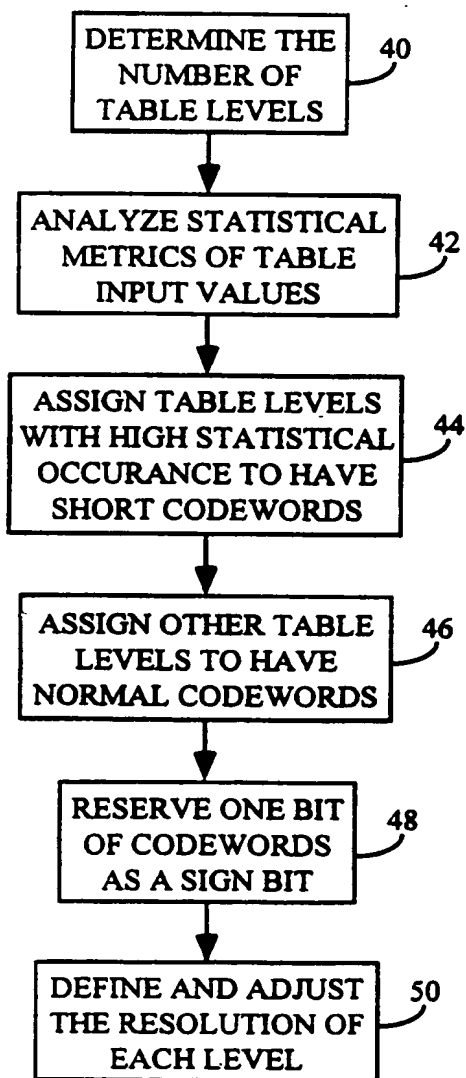 DETERMINE THE
NUMBER OF
TABLE LEVELS
40
ANALYZE STATISTICAL
METRICS OF TABLE
INPUT VALUES
42
ASSIGN TABLE LEVELS
WITH HIGH STATISTICAL
OCCURANCE TO HAVE
SHORT CODEWORDS
44
ASSIGN OTHER TABLE
LEVELS TO HAVE
NORMAL CODEWORDS
46
RESERVE ONE BIT
OF CODEWORDS
AS A SIGN BIT
48
DEFINE AND ADJUST
THE RESOLUTION OF
EACH LEVEL
50